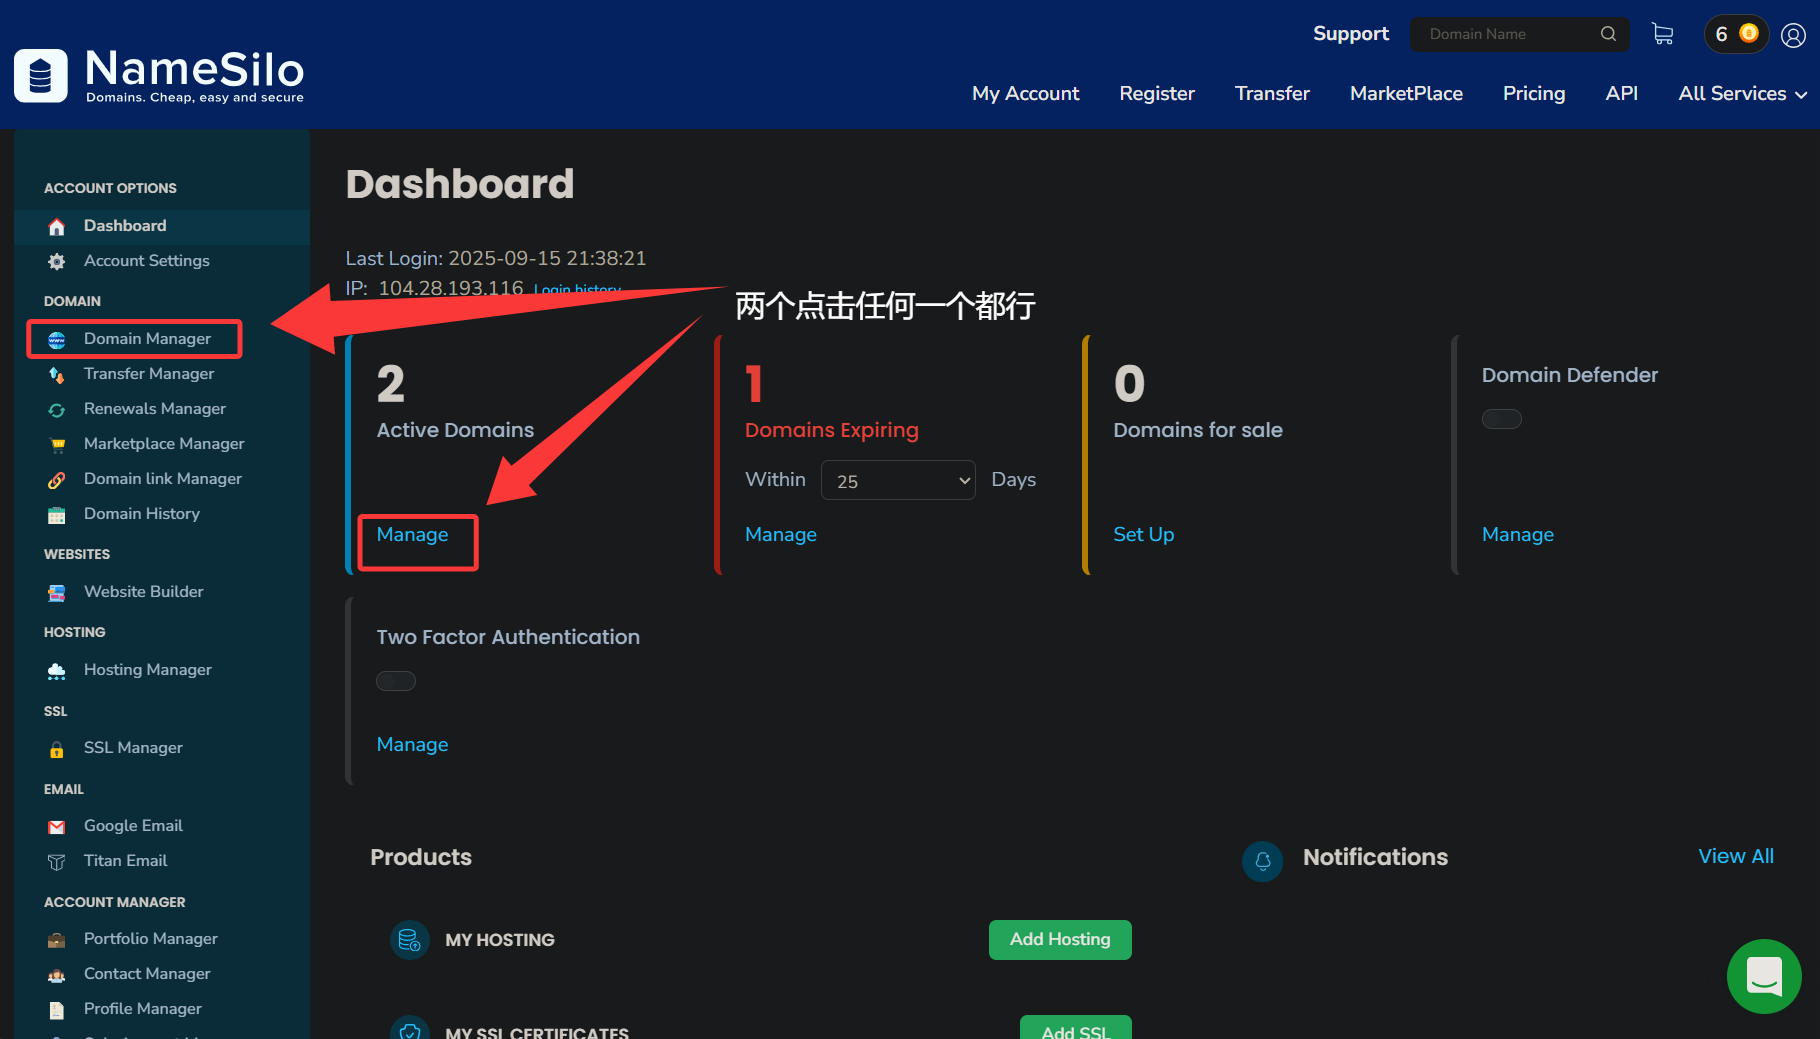 Support
Domain Name
6
NameSilo
Domains. Cheap, easy and secure
My Account
Register
Transfer
MarketPlace
Pricing
API
All Services
ACCOUNT OPTIONS
Dashboard
Account Settings
DOMAIN
Domain Manager
Transfer Manager
Renewals Manager
Marketplace Manager
Domain link Manager
Domain History
WEBSITES
Website Builder
HOSTING
Hosting Manager
SSL
SSL Manager
EMAIL
Google Email
Titan Email
ACCOUNT MANAGER
Portfolio Manager
Contact Manager
Profile Manager
Dashboard
Last Login: 2025-09-15 21:38:21
IP: 104.28.193.116 Login history
两个点击任何一个都行
2
Active Domains
Manage
1
Domains Expiring
Within 25 Days
Manage
0
Domains for sale
Set Up
Domain Defender
Manage
Two Factor Authentication
Manage
Products
MY HOSTING
Add Hosting
MY SSL CERTIFICATES
Add SSL
Notifications
View All